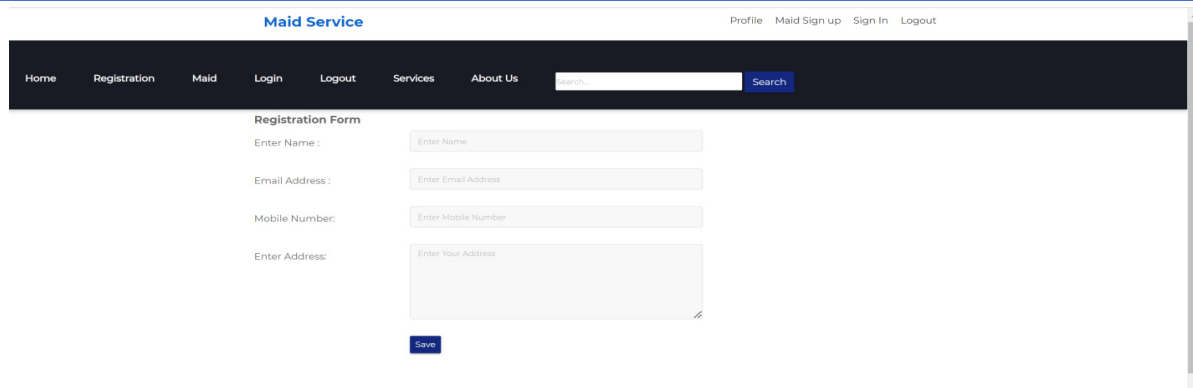 Maid Service Profile Maid Sign up Sign In Logout
Home Registration Maid Login Logout Services About Us Search... Search
Registration Form
Enter Name : Enter Name
Email Address : Enter Email Address
Mobile Number: Enter Mobile Number
Enter Address: Enter Your Address
Save